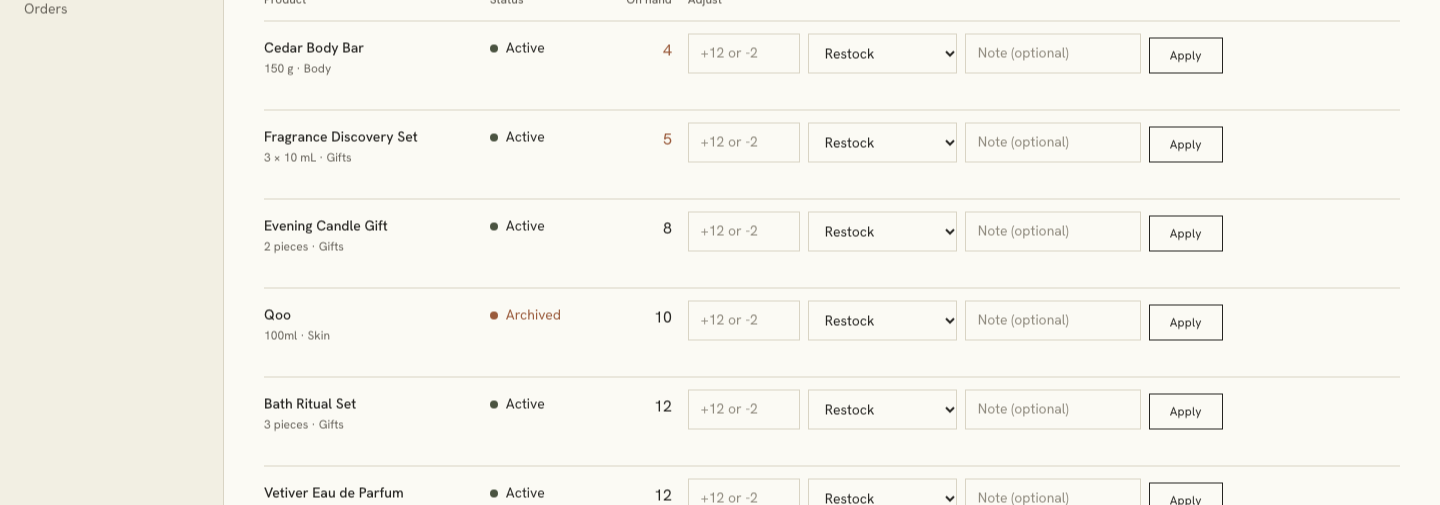 Orders
Product Status On hand Adjust
Cedar Body Bar Active 4 +12 or -2 Restock Note (optional) Apply
150 g · Body
Fragrance Discovery Set Active 5 +12 or -2 Restock Note (optional) Apply
3 × 10 mL · Gifts
Evening Candle Gift Active 8 +12 or -2 Restock Note (optional) Apply
2 pieces · Gifts
Qoo Archived 10 +12 or -2 Restock Note (optional) Apply
100ml · Skin
Bath Ritual Set Active 12 +12 or -2 Restock Note (optional) Apply
3 pieces · Gifts
Vetiver Eau de Parfum Active 12 +12 or -2 Restock Note (optional) Apply